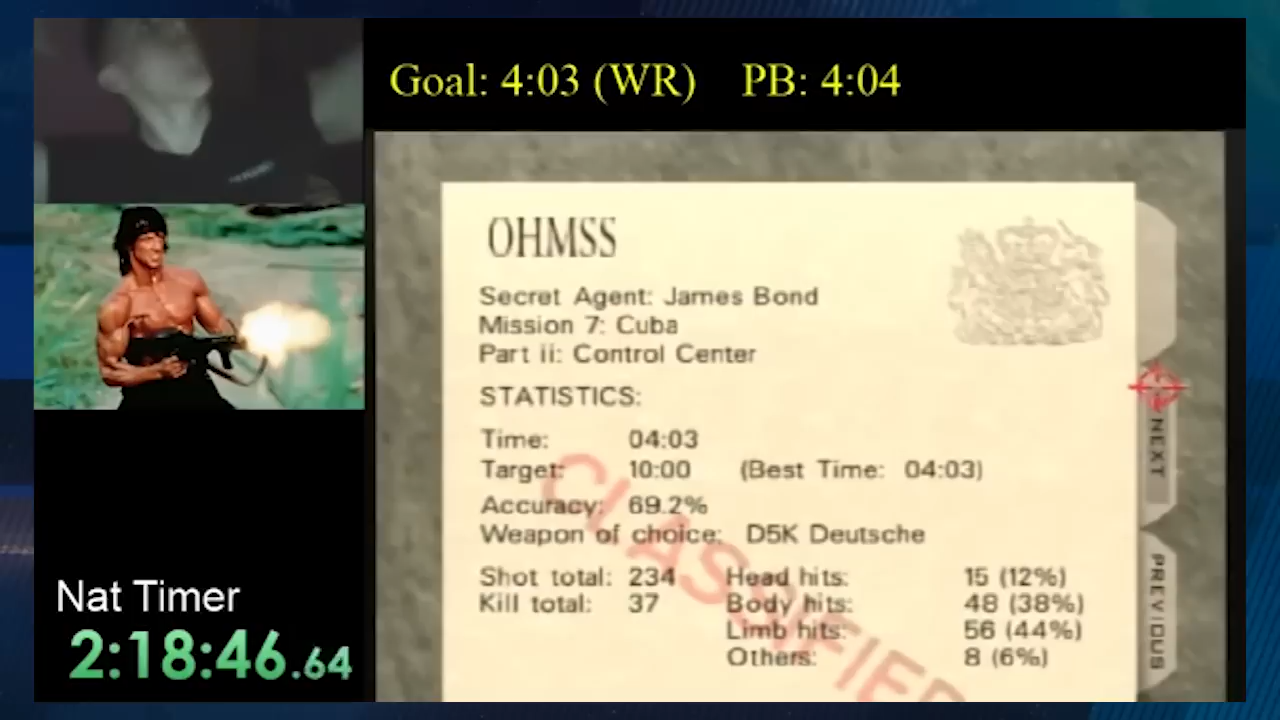 Goal: 4:03 (WR) PB: 4:04
OHMSS
Secret Agent: James Bond
Mission 7: Cuba
Part ii: Control Center
STATISTICS:
Time: 04:03
Target: 10:00 (Best Time: 04:03)
Accuracy: 69.2%
Weapon of choice: D5K Deutsche
Shot total: 234 Head hits: 15 (12%)
Kill total: 37 Body hits: 48 (38%)
Limb hits: 56 (44%)
Others: 8 (6%)
CLASSIFIED
NEXT
PREVIOUS
Nat Timer
2:18:46.64